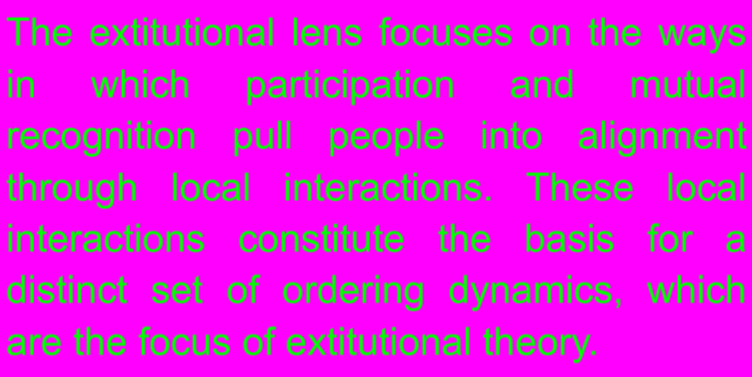 The extitutional lens focuses on the ways
in which participation and mutual
recognition pull people into alignment
through local interactions. These local
interactions constitute the basis for a
distinct set of ordering dynamics, which
are the focus of extitutional theory.